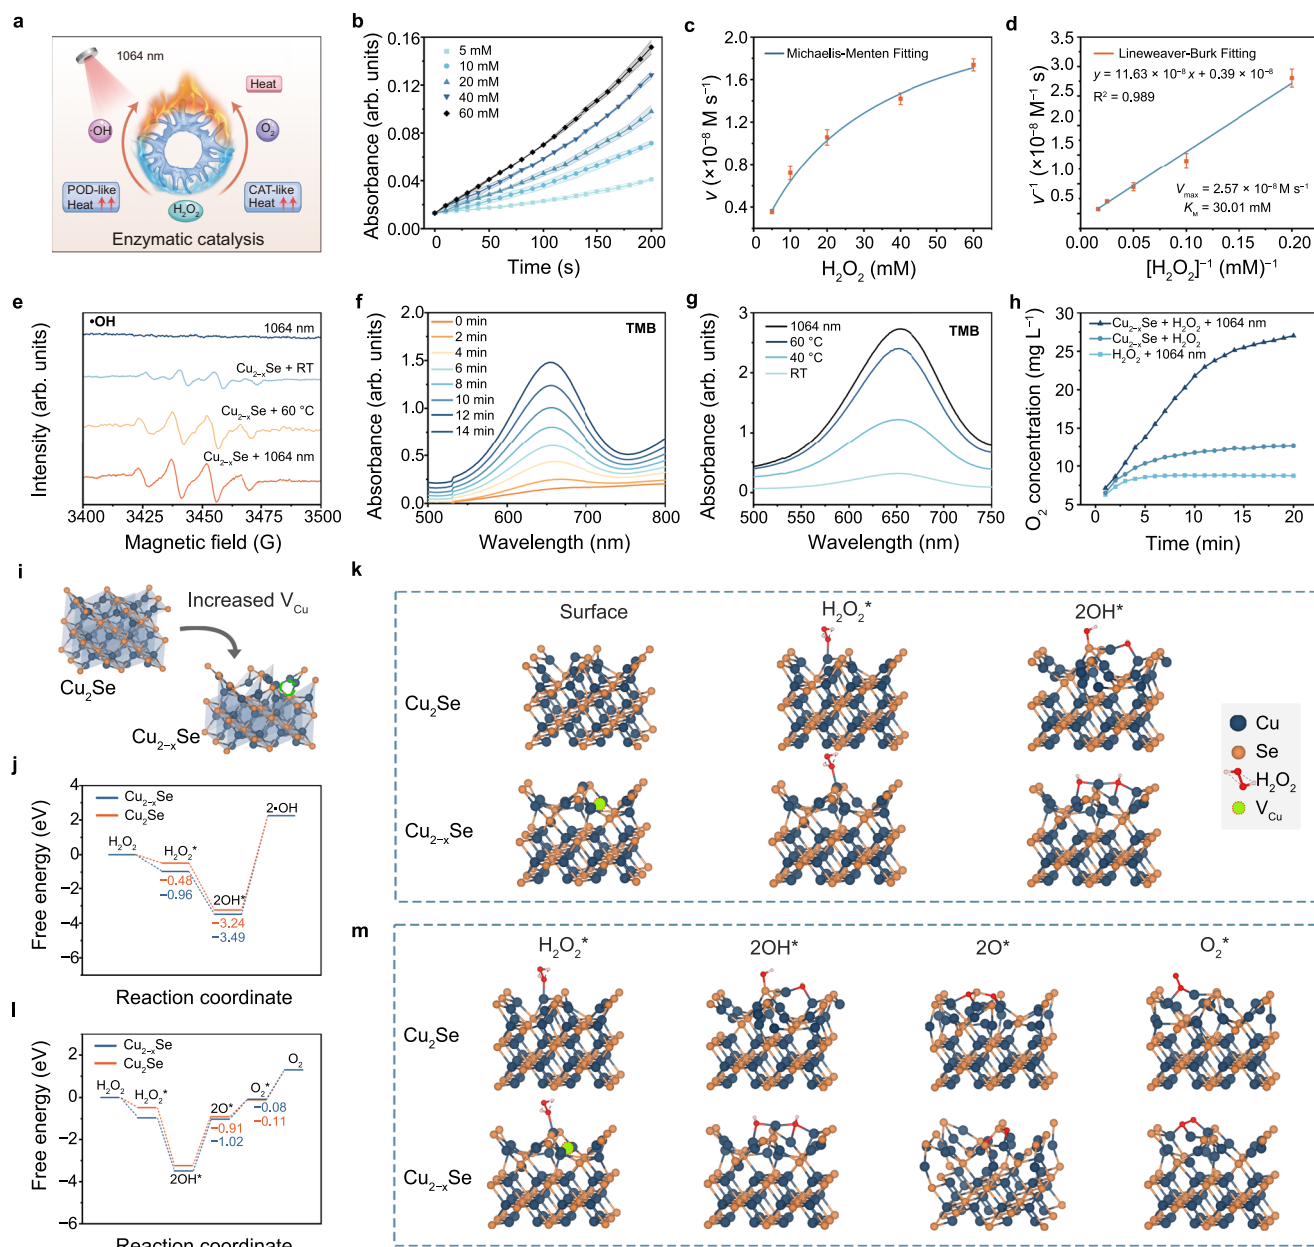 a
1064 nm
Heat
·OH
O2
POD-like
Heat ↑↑
CAT-like
Heat ↑↑
H2O2
Enzymatic catalysis
b
Absorbance (arb. units)
0.16
0.12
0.08
0.04
0.00
5 mM
10 mM
20 mM
40 mM
60 mM
0 50 100 150 200
Time (s)
c
v (×10−8 M s−1)
2.0
1.6
1.2
0.8
0.4
Michaelis-Menten Fitting
10 20 30 40 50 60
H2O2 (mM)
d
v−1 (×10−8 M−1 s)
3.5
3.0
2.5
2.0
1.5
1.0
0.5
0
Lineweaver-Burk Fitting
y = 11.63 × 10−8 x + 0.39 × 10−8
R2 = 0.989
Vmax = 2.57 × 10−8 M s−1
KM = 30.01 mM
0.00 0.05 0.10 0.15 0.20
[H2O2]−1 (mM)−1
e
Intensity (arb. units)
•OH
1064 nm
Cu2−xSe + RT
Cu2−xSe + 60 °C
Cu2−xSe + 1064 nm
3400 3425 3450 3475 3500
Magnetic field (G)
f
Absorbance (arb. units)
2.0
1.5
1.0
0.5
0.0
0 min
2 min
4 min
6 min
8 min
10 min
12 min
14 min
TMB
500 600 700 800
Wavelength (nm)
g
Absorbance (arb. units)
3
2
1
0
1064 nm
60 °C
40 °C
RT
TMB
500 550 600 650 700 750
Wavelength (nm)
h
O2 concentration (mg L−1)
30
25
20
15
10
5
Cu2−xSe + H2O2 + 1064 nm
Cu2−xSe + H2O2
H2O2 + 1064 nm
0 5 10 15 20
Time (min)
i
Increased VCu
Cu2Se
Cu2−xSe
j
Free energy (eV)
4
2
0
−2
−4
−6
Cu2−xSe
Cu2Se
H2O2
H2O2*
−0.48
−0.96
2OH*
−3.24
−3.49
2•OH
Reaction coordinate
k
Surface
H2O2*
2OH*
Cu2Se
Cu2−xSe
Cu
Se
H2O2
VCu
l
Free energy (eV)
4
2
0
−2
−4
−6
Cu2−xSe
Cu2Se
H2O2
H2O2*
2OH*
2O*
−0.91
−1.02
O2*
−0.08
−0.11
O2
Reaction coordinate
m
H2O2*
2OH*
2O*
O2*
Cu2Se
Cu2−xSe